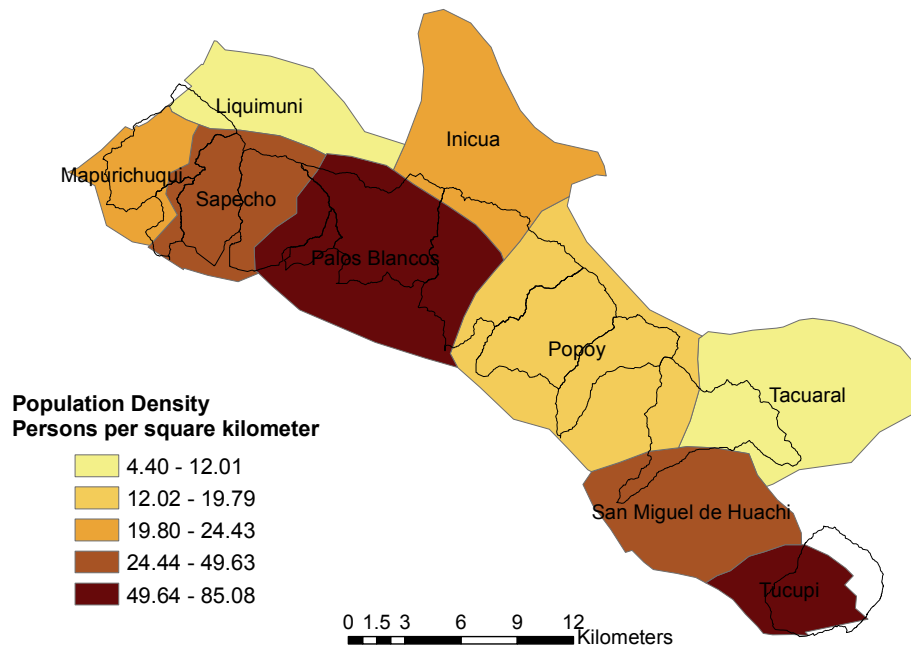 Liquimuni
Inicua
Mapurichuqui
Sapecho
Palos Blancos
Popoy
Tacuaral
San Miguel de Huachi
Tucupi
Population Density
Persons per square kilometer
4.40 - 12.01
12.02 - 19.79
19.80 - 24.43
24.44 - 49.63
49.64 - 85.08
0 1.5 3 6 9 12
Kilometers